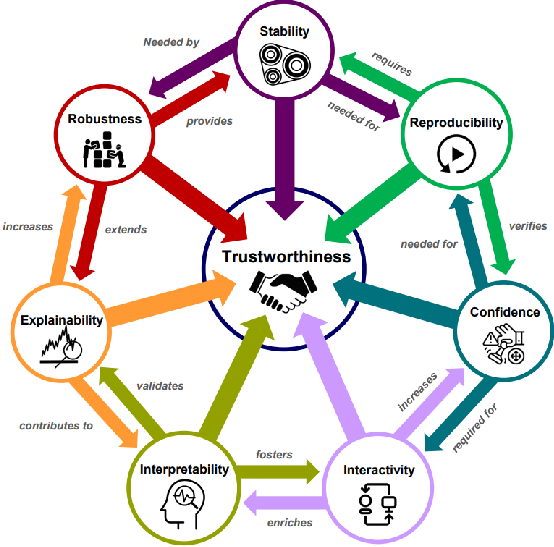 Stability
Needed by
requires
Robustness
provides
needed for
Reproducibility
increases
extends
Trustworthiness
needed for
verifies
Explainability
Confidence
validates
increases
contributes to
required for
Interpretability
fosters
Interactivity
enriches